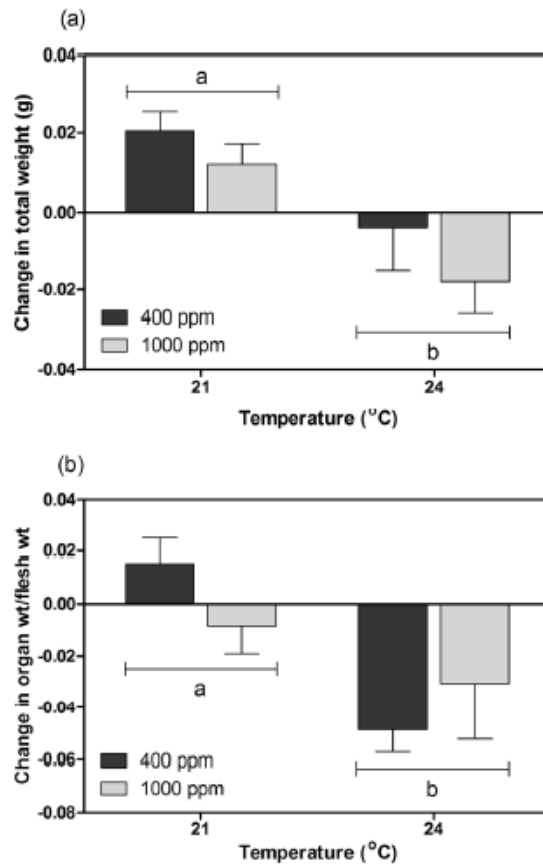 (a)
Change in total weight (g)
0.04
0.02
0.00
-0.02
-0.04
a
b
400 ppm
1000 ppm
21
24
Temperature (°C)
(b)
Change in organ wt/flesh wt
0.04
0.02
0.00
-0.02
-0.04
-0.06
-0.08
a
b
400 ppm
1000 ppm
21
24
Temperature (°C)